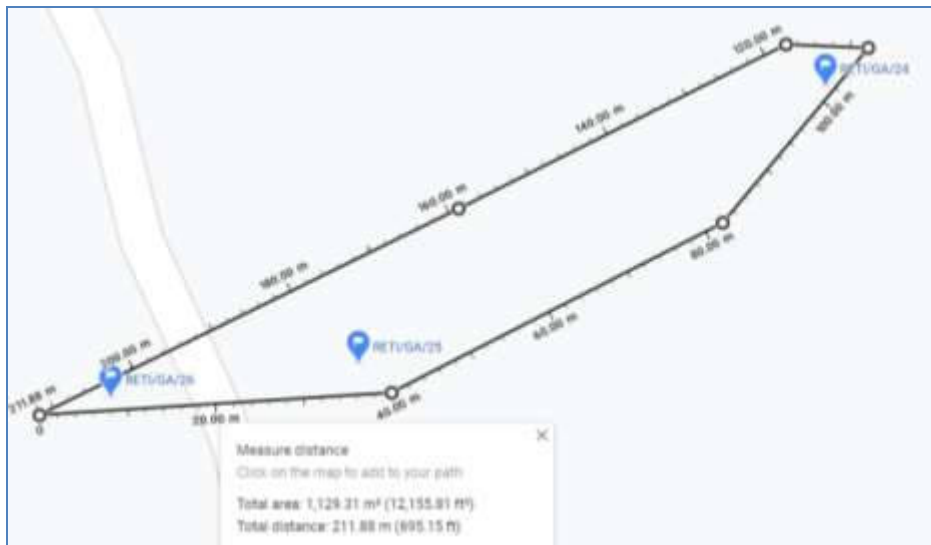 120.00 m
RETI/GA/24
100.00 m
140.00 m
160.00 m
80.00 m
180.00 m
60.00 m
200.00 m
RETI/GA/25
RETI/GA/26
211.88 m
0
20.00 m
40.00 m
Measure distance
Click on the map to add to your path
Total area: 1,129.31 m² (12,155.81 ft²)
Total distance: 211.88 m (695.15 ft)